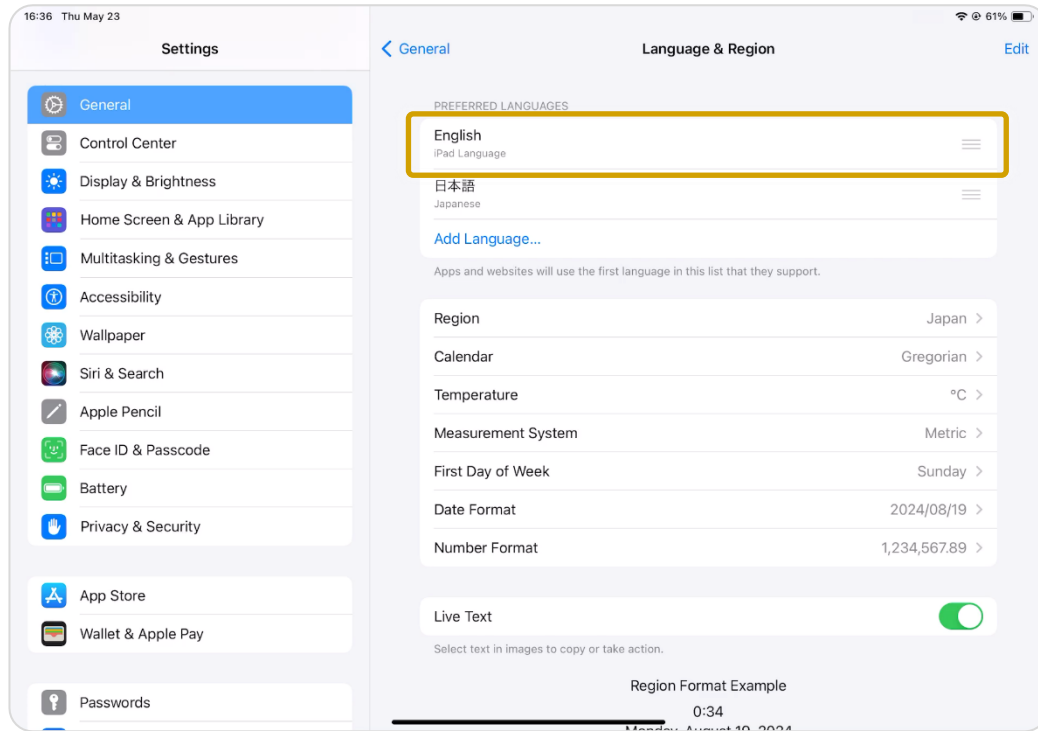 16:36 Thu May 23
61%
Settings
General
Control Center
Display & Brightness
Home Screen & App Library
Multitasking & Gestures
Accessibility
Wallpaper
Siri & Search
Apple Pencil
Face ID & Passcode
Battery
Privacy & Security
App Store
Wallet & Apple Pay
Passwords
General
Language & Region
Edit
PREFERRED LANGUAGES
English
iPad Language
日本語
Japanese
Add Language...
Apps and websites will use the first language in this list that they support.
Region Japan
Calendar Gregorian
Temperature °C
Measurement System Metric
First Day of Week Sunday
Date Format 2024/08/19
Number Format 1,234,567.89
Live Text
Select text in images to copy or take action.
Region Format Example
0:34
Monday, August 19, 2024